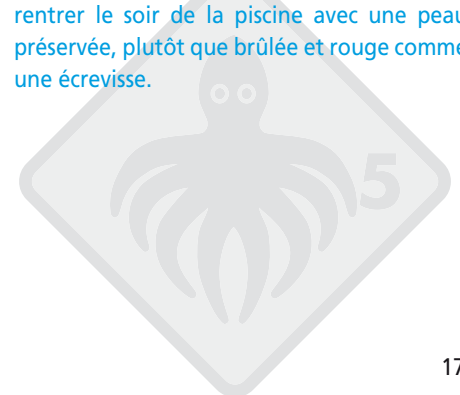 rentrer le soir de la piscine avec une peau
préservée, plutôt que brûlée et rouge comme
une écrevisse.
5
17